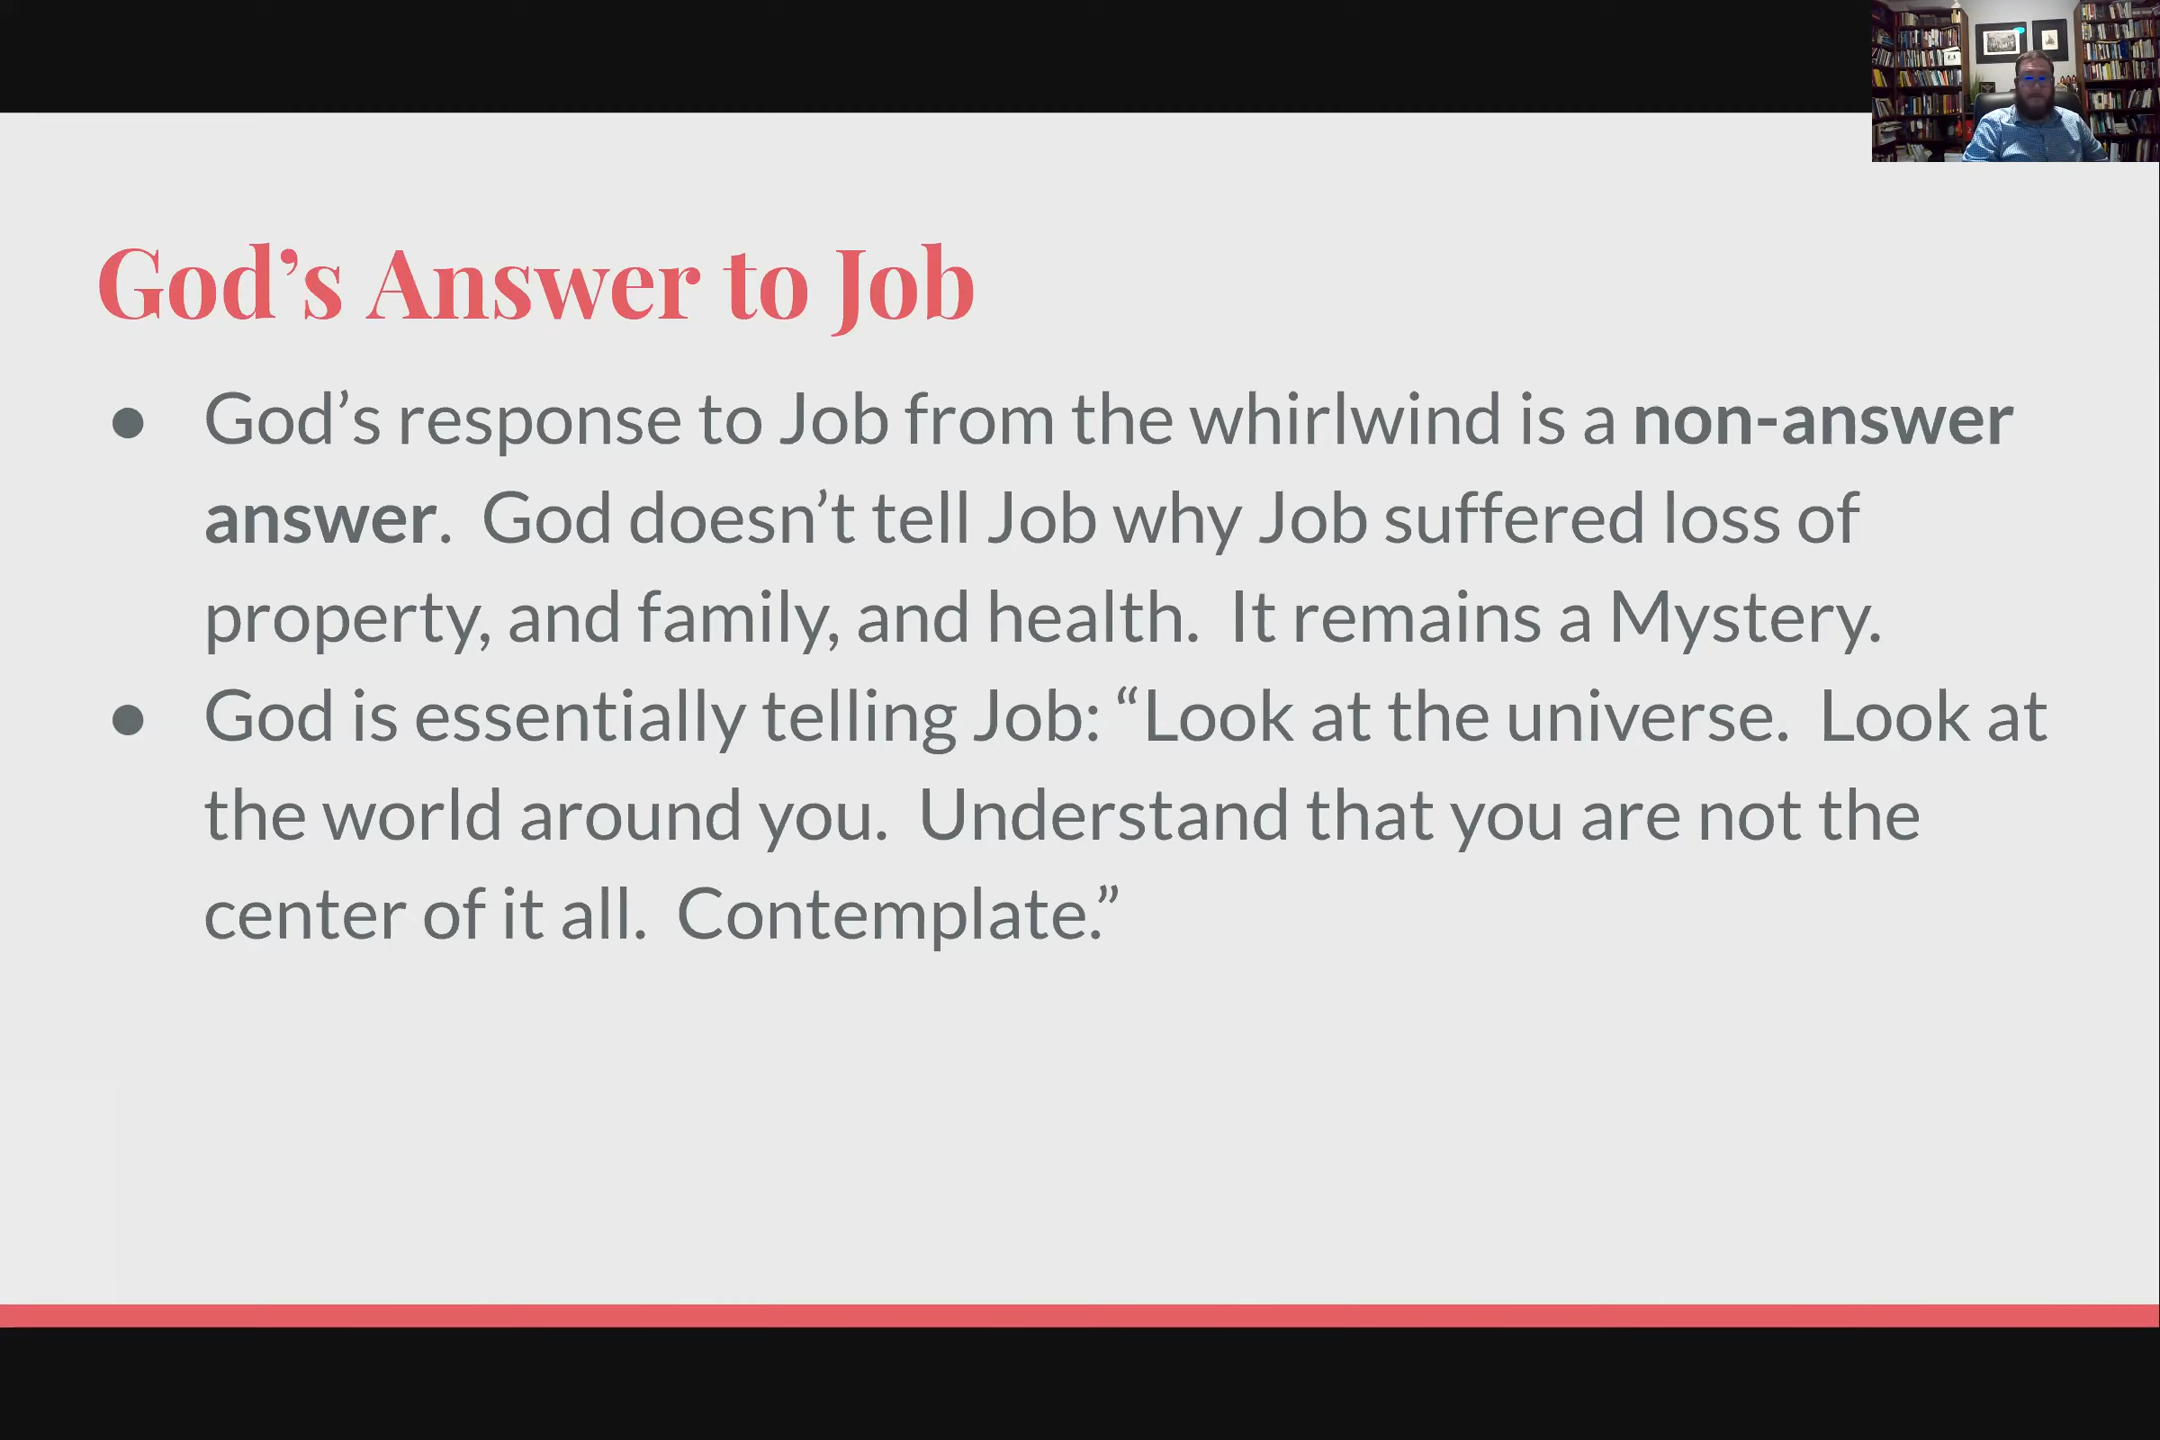 God’s Answer to Job
● God’s response to Job from the whirlwind is a non-answer
answer.  God doesn’t tell Job why Job suffered loss of
property, and family, and health.  It remains a Mystery.
● God is essentially telling Job: “Look at the universe.  Look at
the world around you.  Understand that you are not the
center of it all.  Contemplate.”